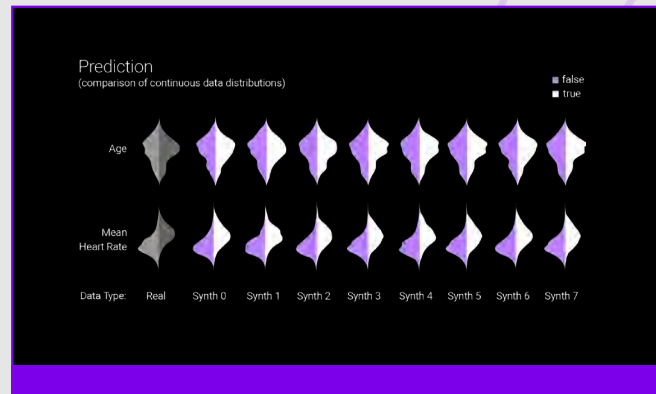 Prediction
(comparison of continuous data distributions)
false
true
Age
Mean
Heart Rate
Data Type: Real Synth 0 Synth 1 Synth 2 Synth 3 Synth 4 Synth 5 Synth 6 Synth 7